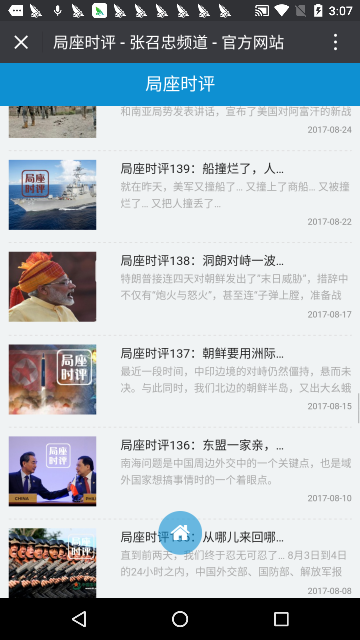 3:07
局座时评 - 张召忠频道 - 官方网站
局座时评
和南亚局势发表讲话，宣布了美国对阿富汗的新战
2017-08-24
局座时评139：船撞烂了，人...
就在昨天，美军又撞船了... 又撞上了商船... 又被撞
烂了... 又把人撞丢了...
2017-08-22
局座时评
局座时评138：洞朗对峙一波...
特朗普接连四天对朝鲜发出了“末日威胁”，措辞中
不仅有“炮火与怒火”，甚至连“子弹上膛，准备战
2017-08-17
局座时评137：朝鲜要用洲际...
最近一段时间，中印边境的对峙仍然僵持，悬而未
决。与此同时，我们北边的朝鲜半岛，又出大幺蛾
2017-08-15
局座时评
局座时评136：东盟一家亲，...
南海问题是中国周边外交中的一个关键点，也是域
外国家想搞事情时的一个着眼点。
2017-08-10
局座时评
CHINA
PHILI
局座时评
从哪儿来回哪...
直到前两天，我们终于忍无可忍了... 8月3日到4日
的24小时之内，中国外交部、国防部、解放军报
2017-08-08
局座时评